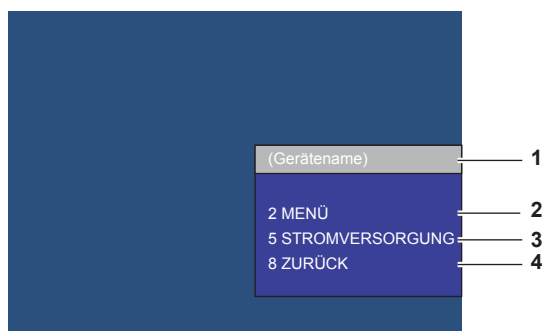 (Gerätename) 1
2 MENÜ 2
5 STROMVERSORGUNG 3
8 ZURÜCK 4